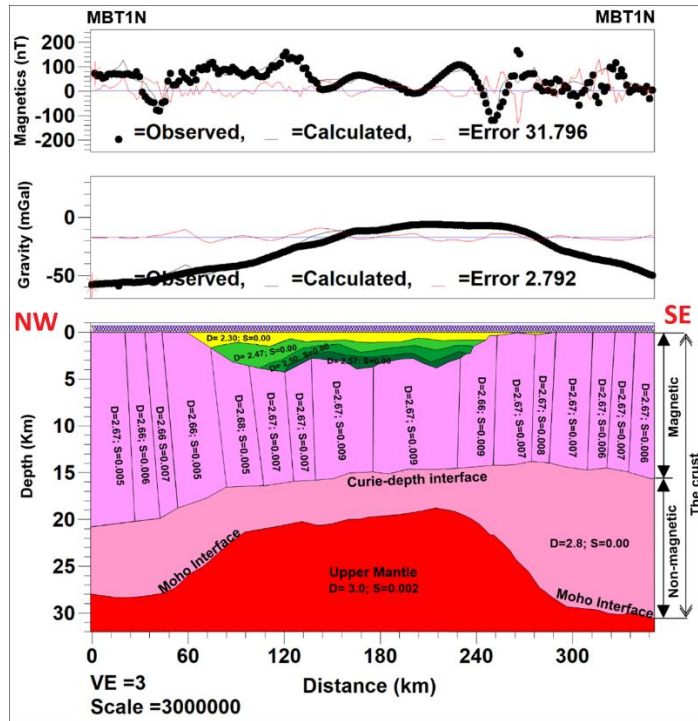 MBT1N MBT1N
200
100
0
-100
-200
Magnetics (nT)
=Observed, _ =Calculated, _ =Error 31.796
0
-50
Gravity (mGal)
=Observed, _ =Calculated, _ =Error 2.792
NW SE
0
5
10
15
20
25
30
Depth (Km)
D= 2.30; S=0.00
D= 2.47; S=0.00
D= 2.50; S=0.00
D= 2.57; S=0.00
D=2.67; S=0.005
D=2.66; S=0.006
D=2.66 S=0.007
D=2.66; S=0.005
D=2.68; S=0.005
D=2.67; S=0.007
D=2.67; S=0.007
D=2.67; S=0.009
D=2.67; S=0.009
D=2.66; S=0.009
D=2.67; S=0.007
D=2.67; S=0.008
D=2.67; S=0.007
D=2.67; S=0.006
D=2.67; S=0.007
D=2.67; S=0.006
Curie-depth interface
Moho Interface
D=2.8; S=0.00
Upper Mantle
D= 3.0; S=0.002
Moho Interface
Magnetic
Non-magnetic
The crust
0 60 120 180 240 300
VE =3 Distance (km)
Scale =3000000